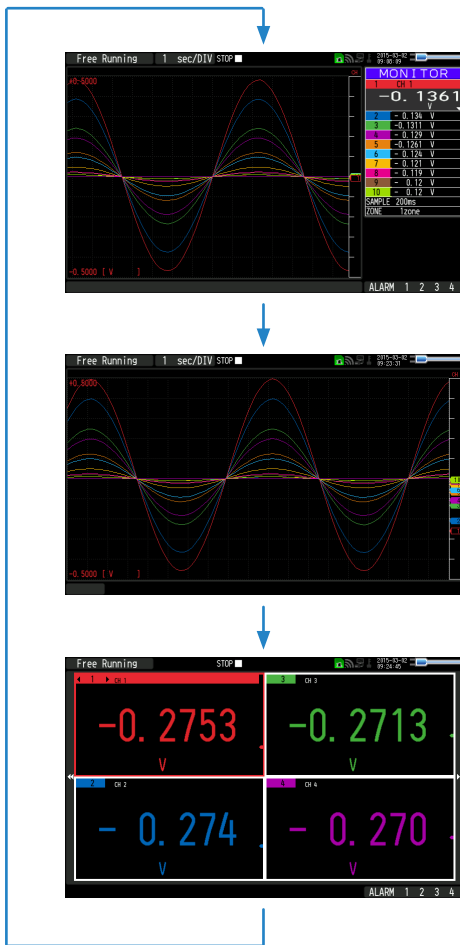 Free Running 1 sec/DIV STOP 2015-03-02
09:08:09
+0.5000
CH
MONITOR
1 CH 1
-0. 1361
V
2 - 0.134 V
3 -0.1311 V
4 - 0.129 V
5 -0.1261 V
6 - 0.124 V
7 - 0.121 V
8 - 0.119 V
9 - 0.12 V
10 - 0.12 V
SAMPLE 200ms
ZONE 1zone
-0.5000 [ V ]
ALARM 1 2 3 4
Free Running 1 sec/DIV STOP 2015-03-02
09:23:31
CH
-0.5000 [ V ]
Free Running STOP 2015-03-02
09:24:45
1 CH 1
-0. 2753
V
3 CH 3
-0. 2713
V
2 CH 2
- 0. 274
V
4 CH 4
- 0. 270
V
ALARM 1 2 3 4